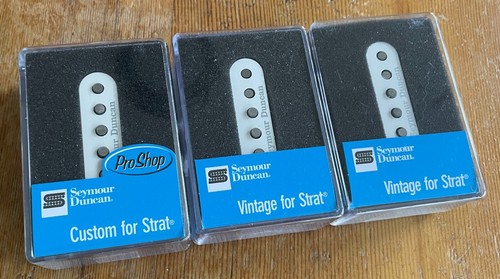 Seymour Duncan
ProShop
Seymour
Duncan®
Custom for Strat®
Seymour Duncan
Seymour
Duncan.
Vintage for Strat®
Seymour Duncan
Seymour
Duncan.
Vintage for Strat®